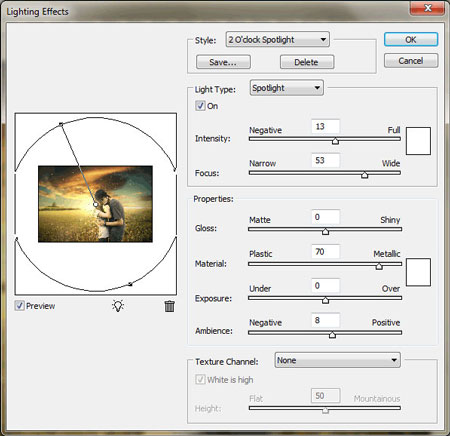 Lighting Effects
Style: 2 O'clock Spotlight
OK
Save... Delete
Cancel
Light Type: Spotlight
On
Negative 13 Full
Intensity:
Narrow 53 Wide
Focus:
Properties:
Matte 0 Shiny
Gloss:
Plastic 70 Metallic
Material:
Under 0 Over
Exposure:
Negative 8 Positive
Ambience:
Preview
Texture Channel: None
White is high
Flat 50 Mountainous
Height: